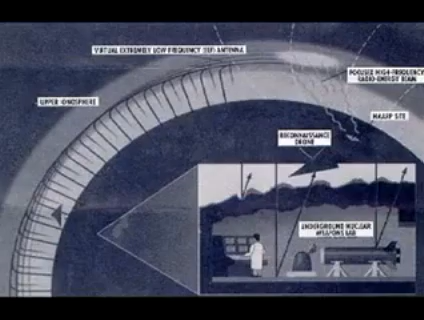 VIRTUAL EXTREMELY LOW FREQUENCY (ELF) ANTENNA
FOCUSED HIGH-FREQUENCY
RADIO-ENERGY BEAM
UPPER IONOSPHERE
HAARP SITE
RECONNAISSANCE
DRONE
UNDERGROUND NUCLEAR
WEAPONS LAB